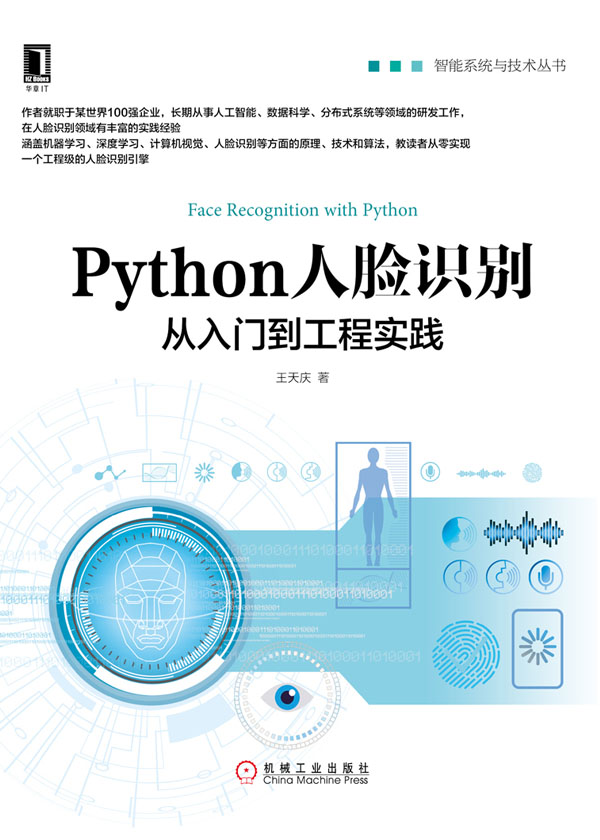 HZ Books
华章IT
智能系统与技术丛书
作者就职于某世界100强企业，长期从事人工智能、数据科学、分布式系统等领域的研发工作，
在人脸识别领域有丰富的实践经验
涵盖机器学习、深度学习、计算机视觉、人脸识别等方面的原理、技术和算法，教读者从零实现
一个工程级的人脸识别引擎
Face Recognition with Python
Python人脸识别
从入门到工程实践
王天庆 著
机械工业出版社
China Machine Press